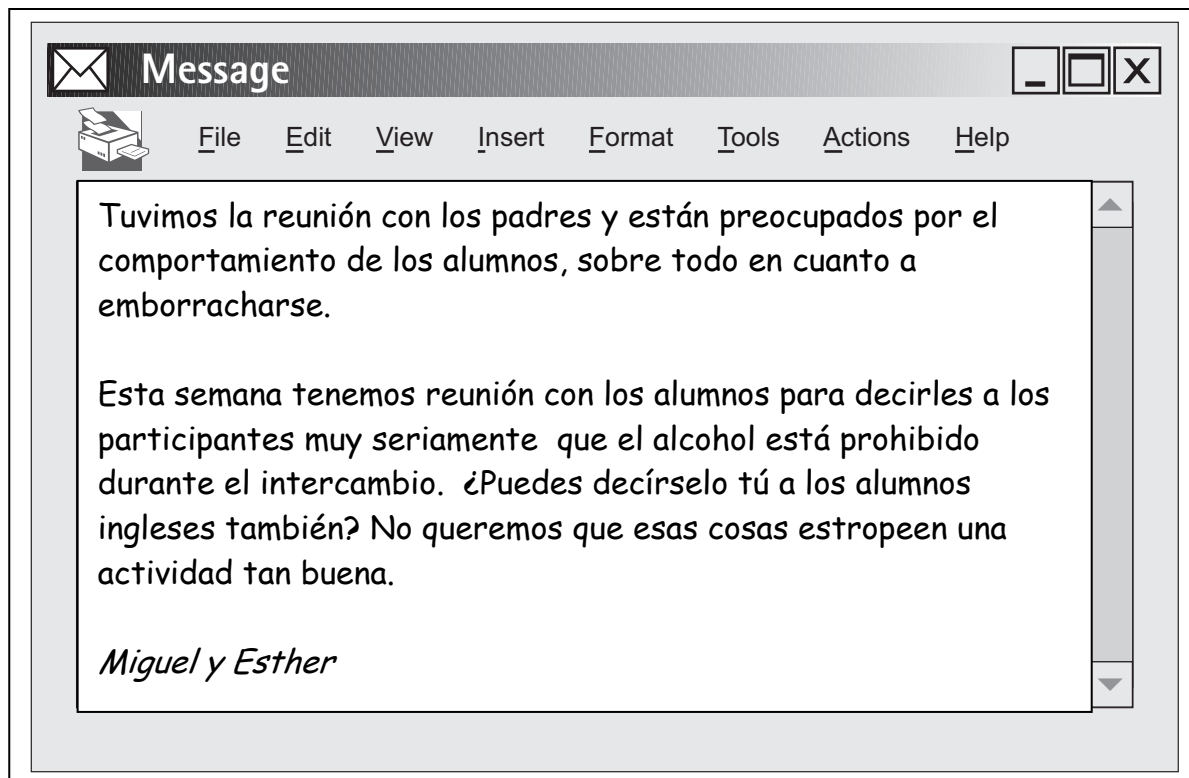 Message
File Edit View Insert Format Tools Actions Help
Tuvimos la reunión con los padres y están preocupados por el
comportamiento de los alumnos, sobre todo en cuanto a
emborracharse.
Esta semana tenemos reunión con los alumnos para decirles a los
participantes muy seriamente que el alcohol está prohibido
durante el intercambio. ¿Puedes decírselo tú a los alumnos
ingleses también? No queremos que esas cosas estropeen una
actividad tan buena.
Miguel y Esther